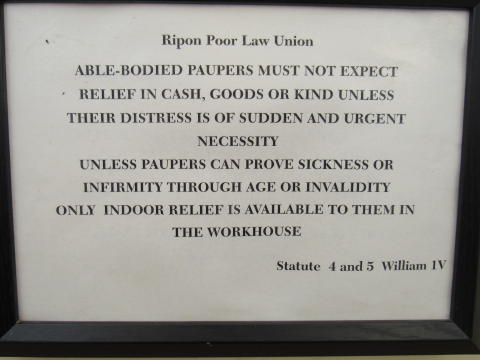 Ripon Poor Law Union
ABLE-BODIED PAUPERS MUST NOT EXPECT
RELIEF IN CASH, GOODS OR KIND UNLESS
THEIR DISTRESS IS OF SUDDEN AND URGENT
NECESSITY
UNLESS PAUPERS CAN PROVE SICKNESS OR
INFIRMITY THROUGH AGE OR INVALIDITY
ONLY INDOOR RELIEF IS AVAILABLE TO THEM IN
THE WORKHOUSE
Statute 4 and 5 William 1V